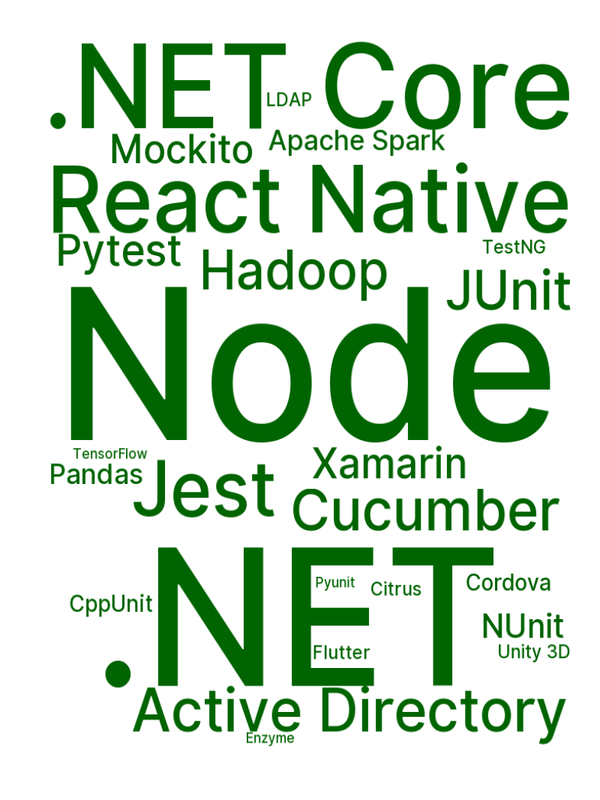 .NET Core
LDAP
Mockito
Apache Spark
React Native
Pytest
TestNG
Hadoop
JUnit
Node
TensorFlow
Pandas
Jest
Xamarin
Cucumber
.NET
Pyunit
Citrus
Cordova
CppUnit
NUnit
Flutter
Unity 3D
Active Directory
Enzyme